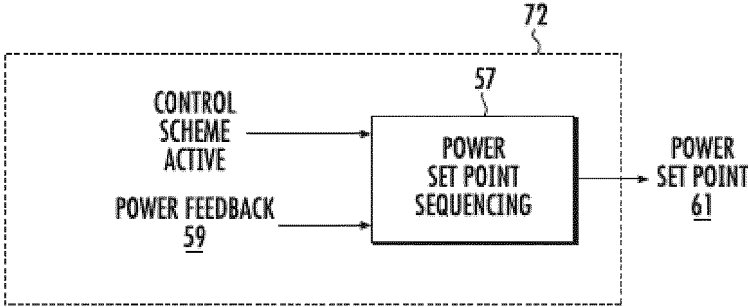 72
57
CONTROL
SCHEME
ACTIVE
POWER FEEDBACK
59
POWER
SET POINT
SEQUENCING
POWER
SET POINT
61